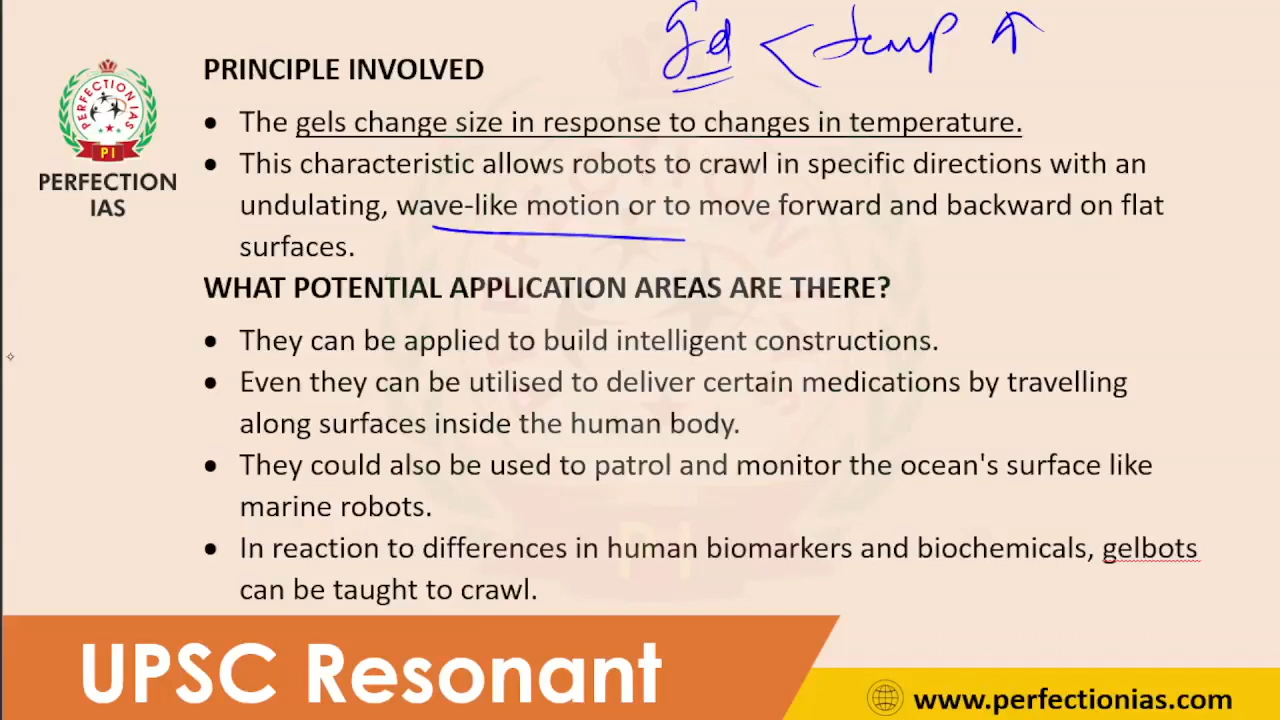 gel < temp ↑
PRINCIPLE INVOLVED
• The gels change size in response to changes in temperature.
• This characteristic allows robots to crawl in specific directions with an
undulating, wave-like motion or to move forward and backward on flat
surfaces.
PERFECTION IAS
PI
PERFECTION
IAS
WHAT POTENTIAL APPLICATION AREAS ARE THERE?
• They can be applied to build intelligent constructions.
• Even they can be utilised to deliver certain medications by travelling
along surfaces inside the human body.
• They could also be used to patrol and monitor the ocean's surface like
marine robots.
• In reaction to differences in human biomarkers and biochemicals, gelbots
can be taught to crawl.
PI
UPSC Resonant
www.perfectionias.com